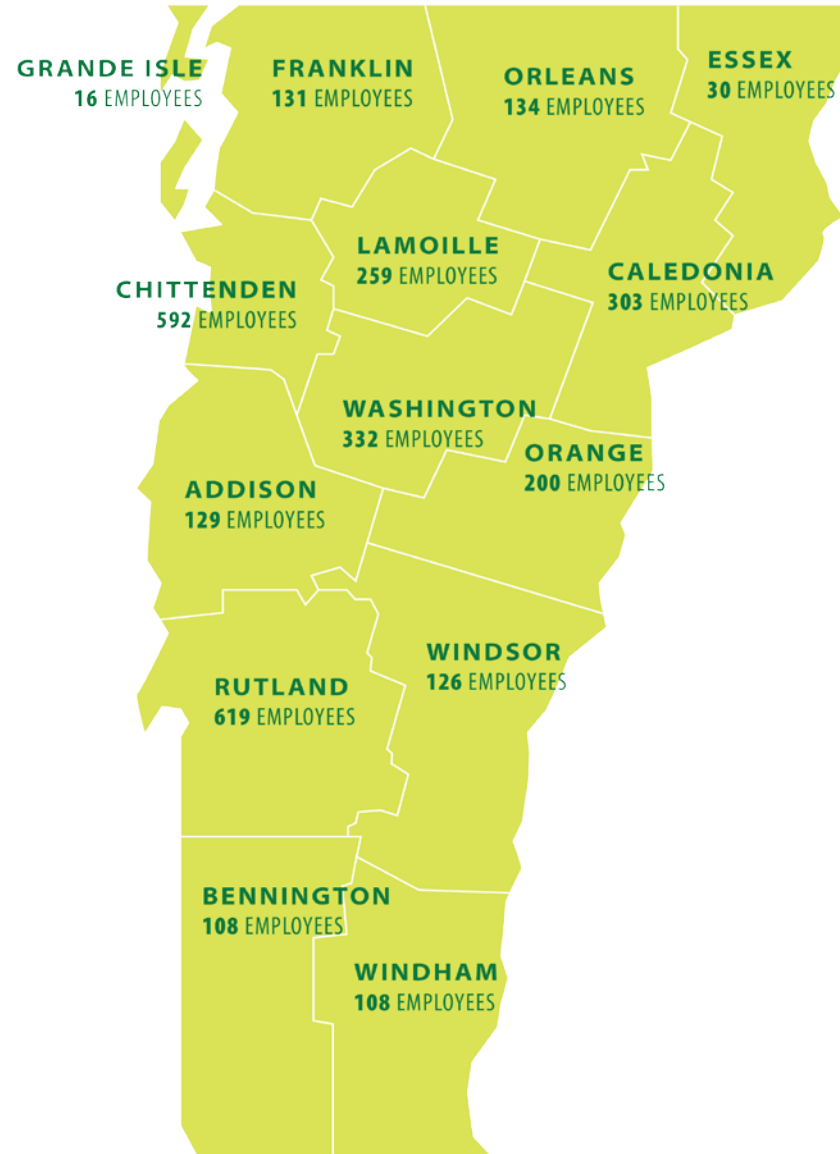 GRANDE ISLE
16 EMPLOYEES
FRANKLIN
131 EMPLOYEES
ORLEANS
134 EMPLOYEES
ESSEX
30 EMPLOYEES
LAMOILLE
259 EMPLOYEES
CALEDONIA
303 EMPLOYEES
CHITTENDEN
592 EMPLOYEES
WASHINGTON
332 EMPLOYEES
ORANGE
200 EMPLOYEES
ADDISON
129 EMPLOYEES
WINDSOR
126 EMPLOYEES
RUTLAND
619 EMPLOYEES
BENNINGTON
108 EMPLOYEES
WINDHAM
108 EMPLOYEES